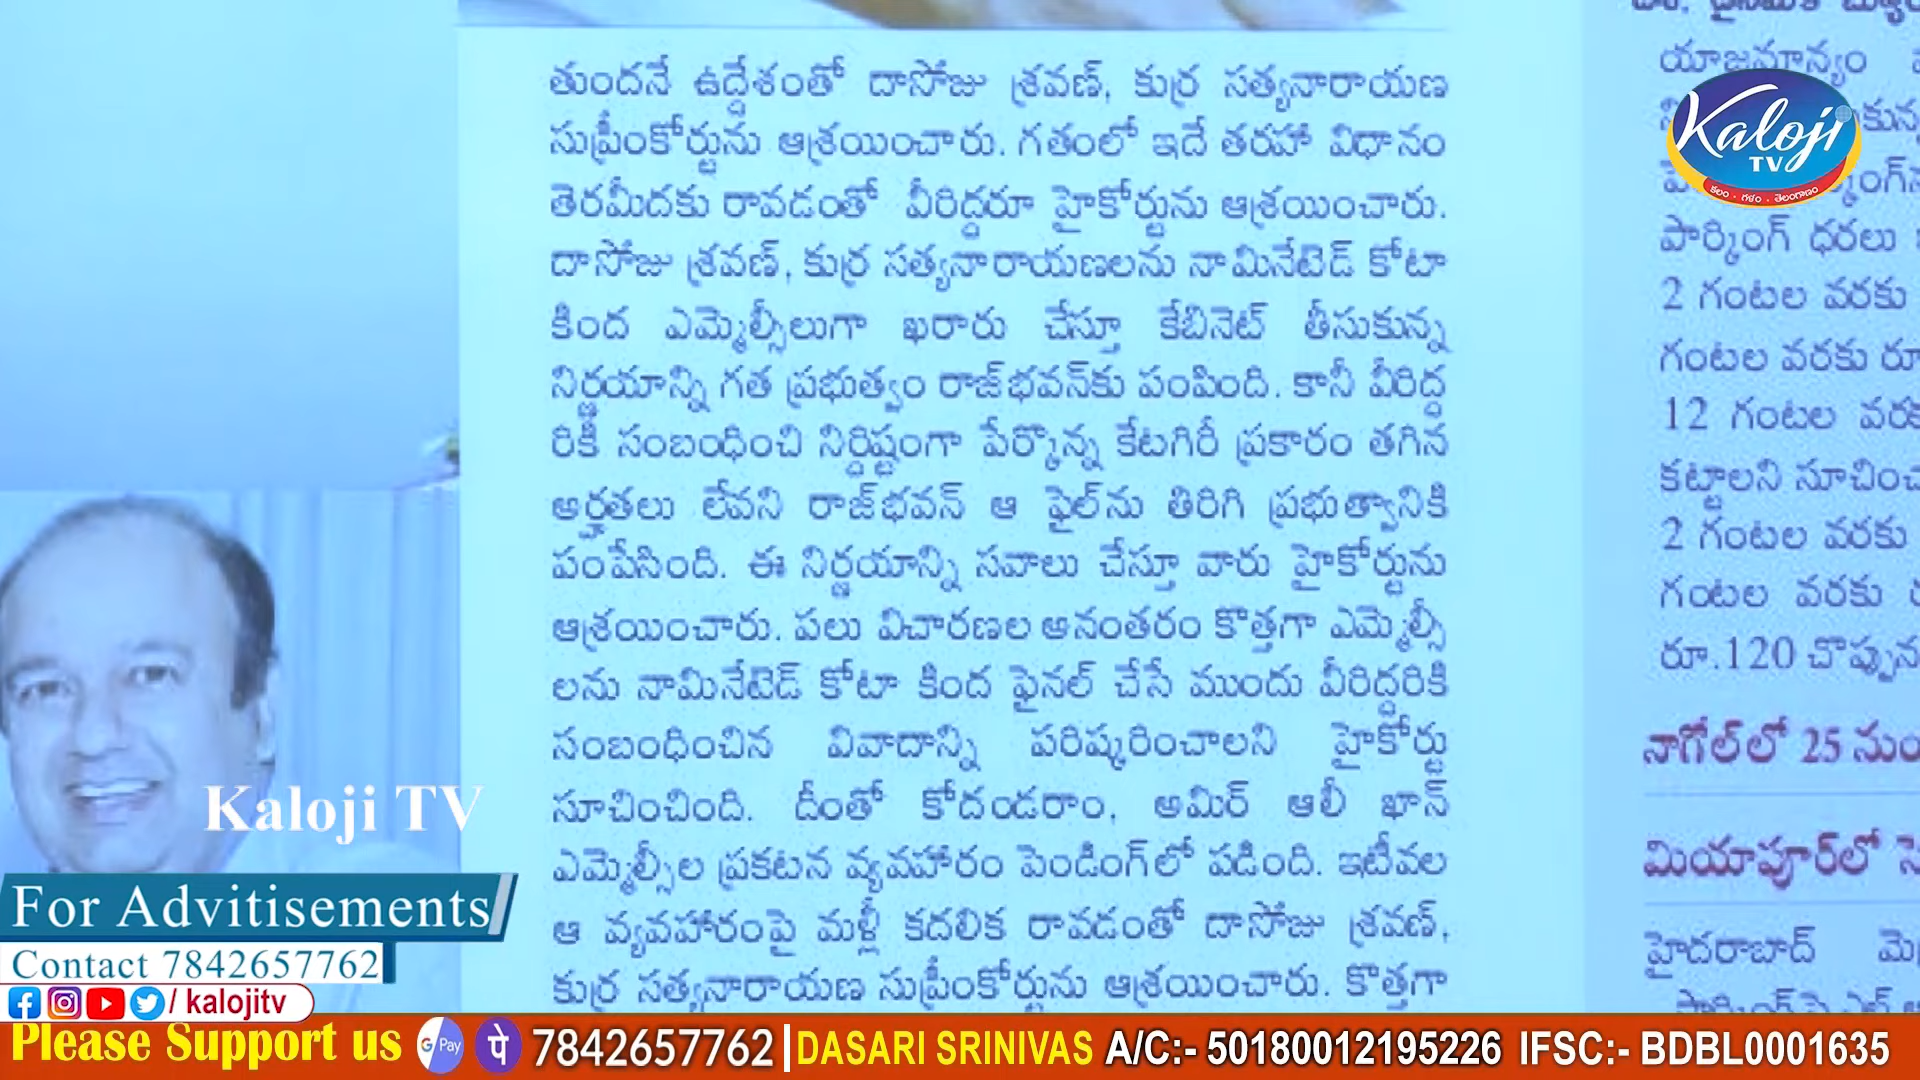 తుందనే ఉద్దేశంతో దాసోజు శ్రవణ్, కుర్ర సత్యనారాయణ
సుప్రీంకోర్టును ఆశ్రయించారు. గతంలో ఇదే తరహా విధానం
తెరమీదకు రావడంతో వీరిద్దరూ హైకోర్టును ఆశ్రయించారు.
దాసోజు శ్రవణ్, కుర్ర సత్యనారాయణలను నామినేటెడ్ కోటా
కింద ఎమ్మెల్సీలుగా ఖరారు చేస్తూ కేబినెట్ తీసుకున్న
నిర్ణయాన్ని గత ప్రభుత్వం రాజ్‌భవన్‌కు పంపింది. కానీ వీరిద్ద
రికి సంబంధించి నిర్దిష్టంగా పేర్కొన్న కేటగిరీ ప్రకారం తగిన
అర్హతలు లేవని రాజ్‌భవన్ ఆ ఫైల్‌ను తిరిగి ప్రభుత్వానికి
పంపేసింది. ఈ నిర్ణయాన్ని సవాలు చేస్తూ వారు హైకోర్టును
ఆశ్రయించారు. పలు విచారణల అనంతరం కొత్తగా ఎమ్మెల్సీ
లను నామినేటెడ్ కోటా కింద ఫైనల్ చేసే ముందు వీరిద్దరికి
సంబంధించిన వివాదాన్ని పరిష్కరించాలని హైకోర్టు
సూచించింది. దీంతో కోదండరాం, అమిర్ ఆలీ ఖాన్
ఎమ్మెల్సీల ప్రకటన వ్యవహారం పెండింగ్‌లో పడింది. ఇటీవల
ఆ వ్యవహారంపై మళ్లీ కదలిక రావడంతో దాసోజు శ్రవణ్,
కుర్ర సత్యనారాయణ సుప్రీంకోర్టును ఆశ్రయించారు. కొత్తగా
యాజమాన్యం
పార్కింగ్ ధరలు
2 గంటల వరకు
గంటల వరకు
12 గంటల
కట్టాలని
2 గంటల వరకు
గంటల వరకు
రూ.120 చొప్పున
నాగోల్‌లో 25
మియాపూర్‌లో
హైదరాబాద్
Kaloji
TV
కలం - గళం - తెలంగాణం
Kaloji TV
For Advitisements
Contact 7842657762
/ kalojitv
Please Support us G Pay पे 7842657762 | DASARI SRINIVAS A/C:- 50180012195226 IFSC:- BDBL0001635